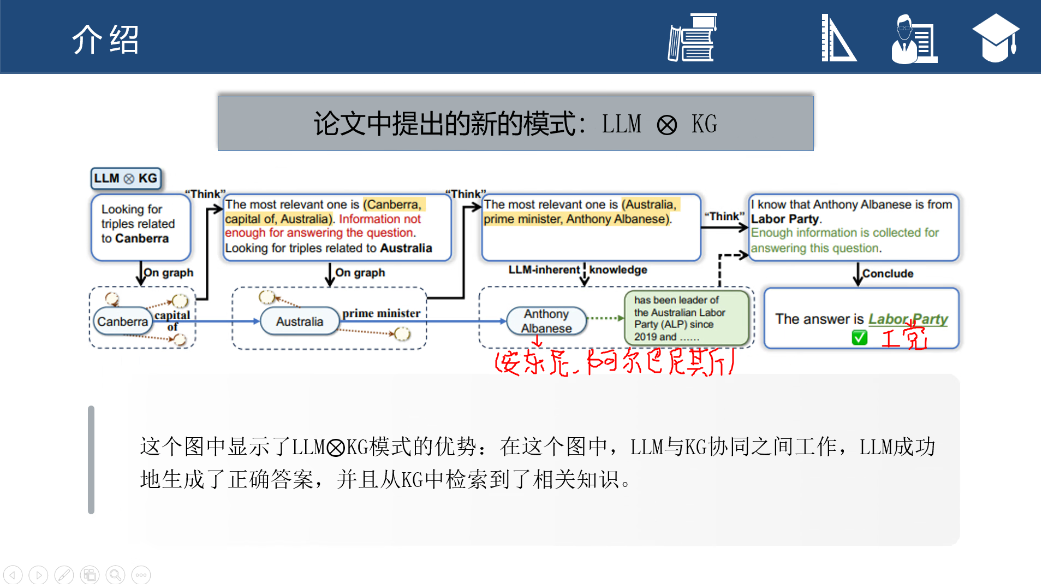 介绍
论文中提出的新的模式：LLM ⊗ KG
LLM ⊗ KG
Looking for
triples related
to Canberra
"Think"
The most relevant one is (Canberra,
capital of, Australia). Information not
enough for answering the question.
Looking for triples related to Australia
"Think"
The most relevant one is (Australia,
prime minister, Anthony Albanese).
"Think"
I know that Anthony Albanese is from
Labor Party.
Enough information is collected for
answering this question.
On graph
On graph
LLM-inherent knowledge
Conclude
Canberra
capital
of
Australia
prime minister
Anthony
Albanese
has been leader of
the Australian Labor
Party (ALP) since
2019 and ……
The answer is Labor Party
工党
(安东尼·阿尔巴尼斯)
这个图中显示了LLM⊗KG模式的优势：在这个图中，LLM与KG协同之间工作，LLM成功
地生成了正确答案，并且从KG中检索到了相关知识。